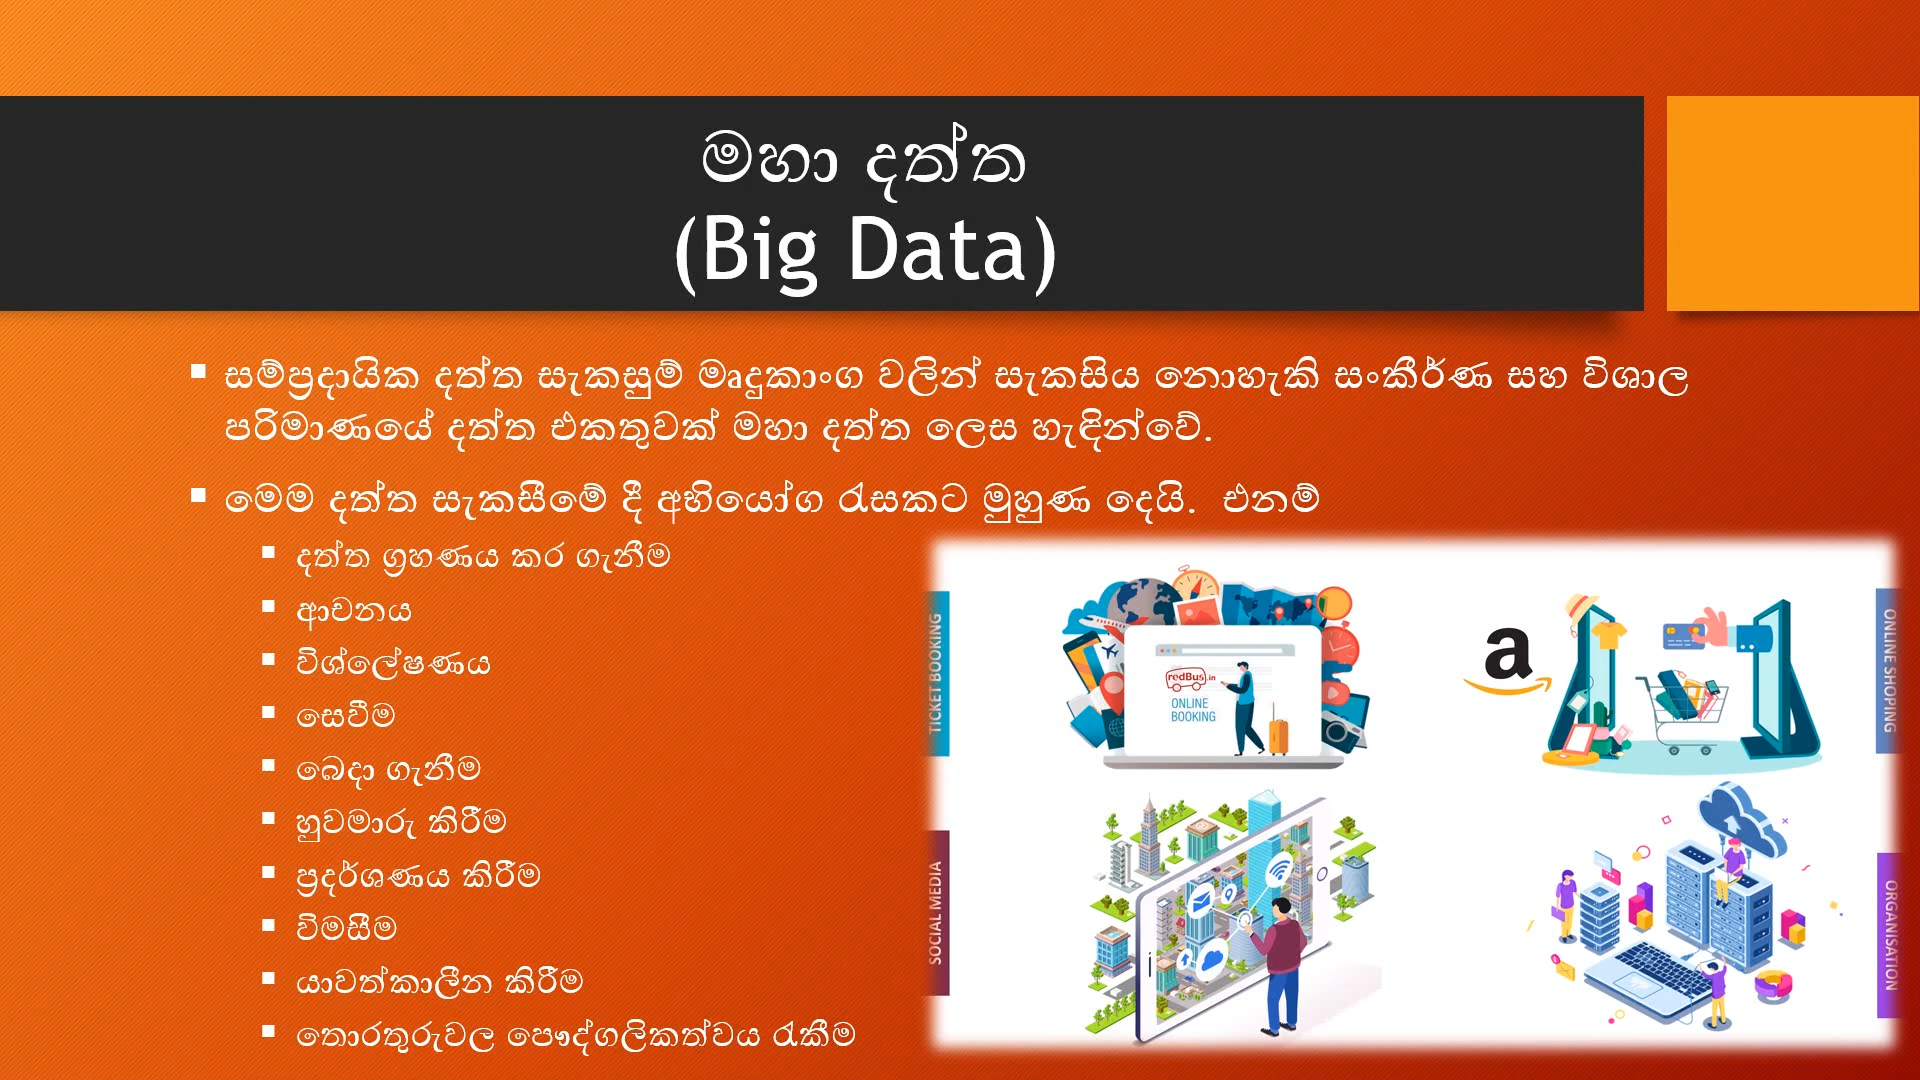 මහා දත්ත
(Big Data)
සම්ප්‍රදායික දත්ත සැකසුම් මෘදුකාංග වලින් සැකසිය නොහැකි සංකීර්ණ සහ විශාල
පරිමාණයේ දත්ත එකතුවක් මහා දත්ත ලෙස හැඳින්වේ.
මෙම දත්ත සැකසීමේ දී අභියෝග රැසකට මුහුණ දෙයි. එනම්
දත්ත ග්‍රහණය කර ගැනීම
ආචනය
විශ්ලේෂණය
සෙවීම
බෙදා ගැනීම
හුවමාරු කිරීම
ප්‍රදර්ශණය කිරීම
විමසීම
යාවත්කාලීන කිරීම
තොරතුරුවල පෞද්ගලිකත්වය රැකීම
TICKET BOOKING
redBus.in
ONLINE
BOOKING
a
ONLINE SHOPING
SOCIAL MEDIA
ORGANISATION